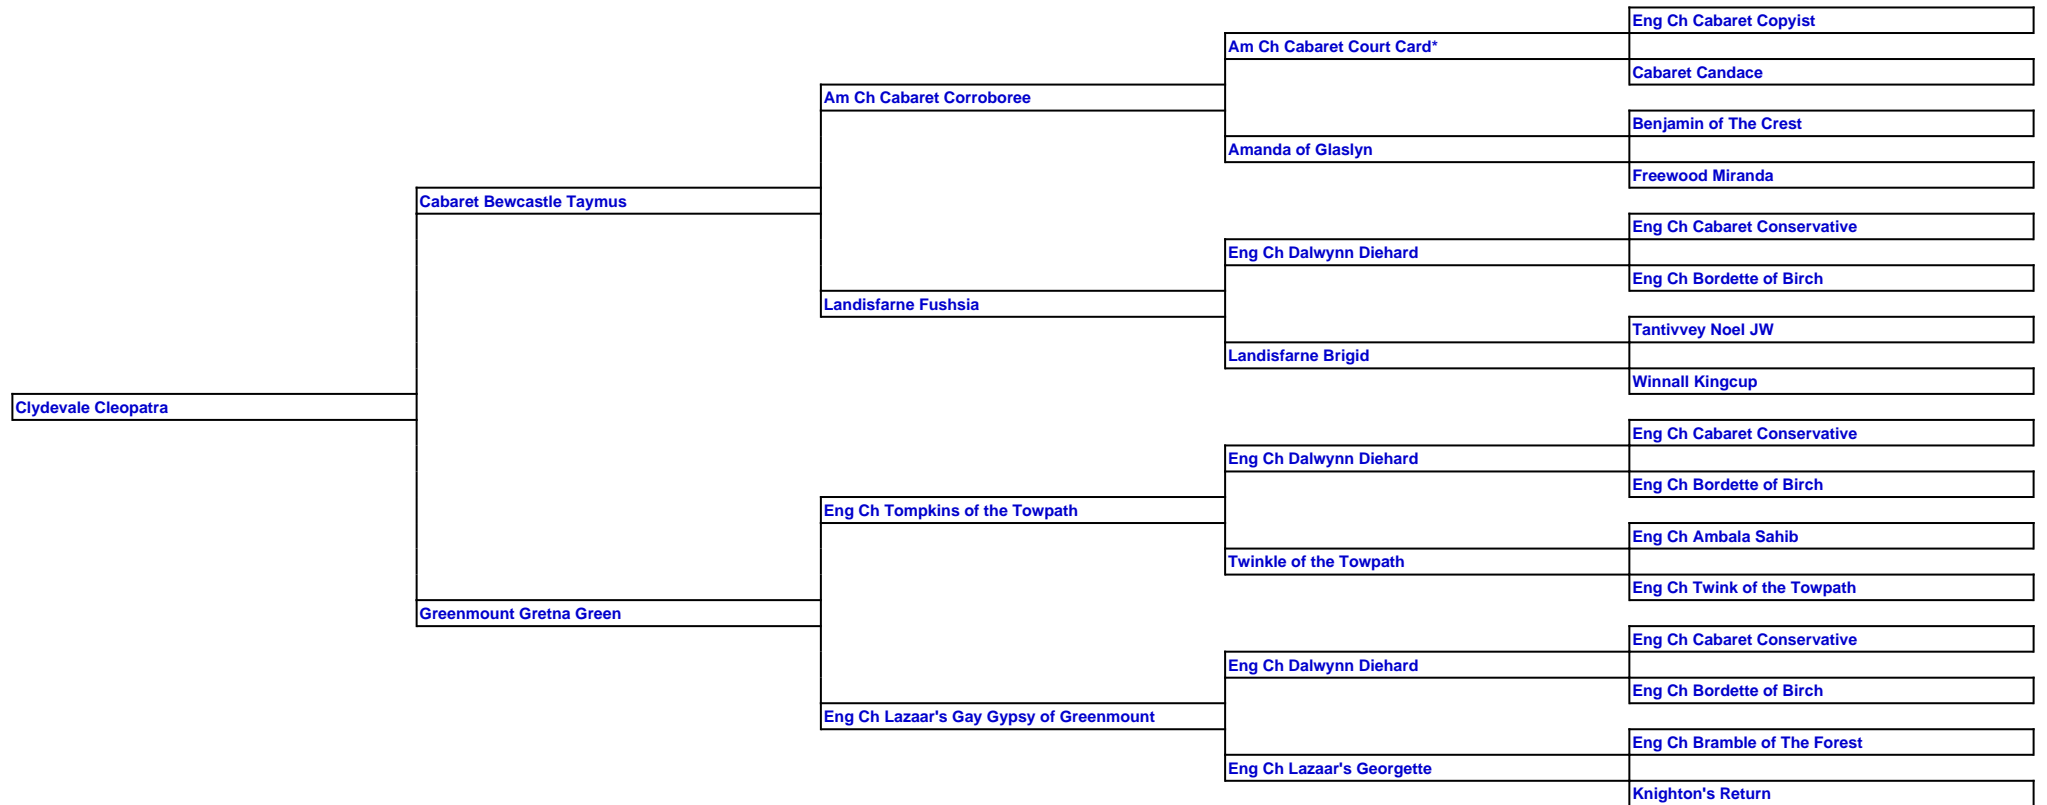 Eng Ch Cabaret Copyist
Am Ch Cabaret Court Card*
Cabaret Candace
Am Ch Cabaret Corroboree
Benjamin of The Crest
Amanda of Glaslyn
Freewood Miranda
Cabaret Bewcastle Taymus
Eng Ch Cabaret Conservative
Eng Ch Dalwynn Diehard
Eng Ch Bordette of Birch
Landisfarne Fushsia
Tantivvey Noel JW
Landisfarne Brigid
Winnall Kingcup
Clydevale Cleopatra
Eng Ch Cabaret Conservative
Eng Ch Dalwynn Diehard
Eng Ch Bordette of Birch
Eng Ch Tompkins of the Towpath
Eng Ch Ambala Sahib
Twinkle of the Towpath
Eng Ch Twink of the Towpath
Greenmount Gretna Green
Eng Ch Cabaret Conservative
Eng Ch Dalwynn Diehard
Eng Ch Bordette of Birch
Eng Ch Lazaar's Gay Gypsy of Greenmount
Eng Ch Bramble of The Forest
Eng Ch Lazaar's Georgette
Knighton's Return